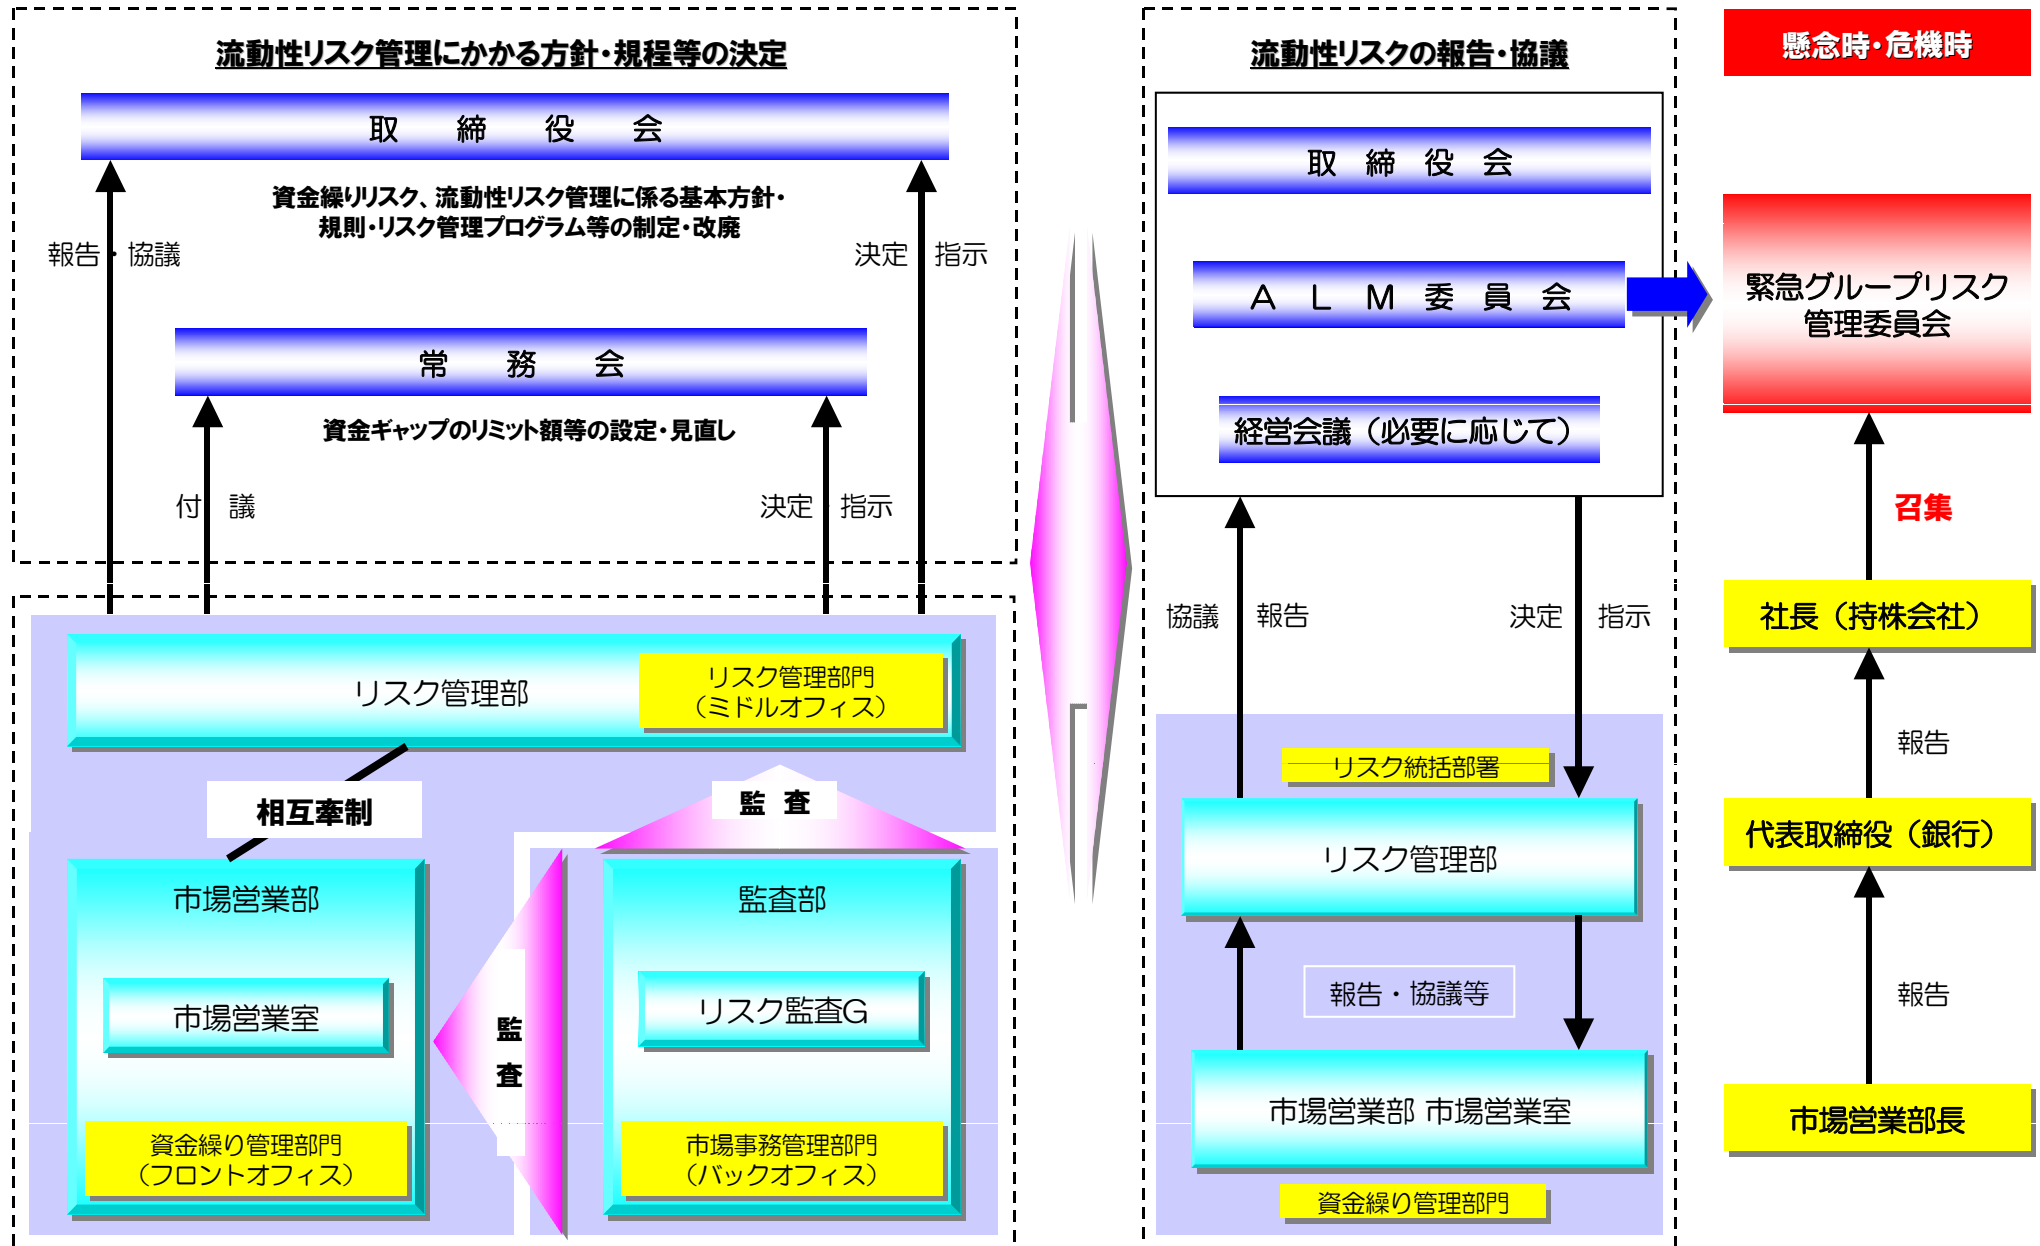 流動性リスク管理にかかる方針・規程等の決定
取締役会
資金繰りリスク、流動性リスク管理に係る基本方針・
規則・リスク管理プログラム等の制定・改廃
報告・協議
決定・指示
常務会
資金ギャップのリミット額等の設定・見直し
付議
決定・指示
リスク管理部
リスク管理部門
（ミドルオフィス）
相互牽制
監査
市場営業部
市場営業室
資金繰り管理部門
（フロントオフィス）
監査
監査部
リスク監査G
市場事務管理部門
（バックオフィス）
流動性リスクの報告・協議
取締役会
ＡＬＭ委員会
経営会議（必要に応じて）
協議 報告
決定 指示
リスク統括部署
リスク管理部
報告・協議等
市場営業部 市場営業室
資金繰り管理部門
懸念時・危機時
緊急グループリスク
管理委員会
召集
社長（持株会社）
報告
代表取締役（銀行）
報告
市場営業部長